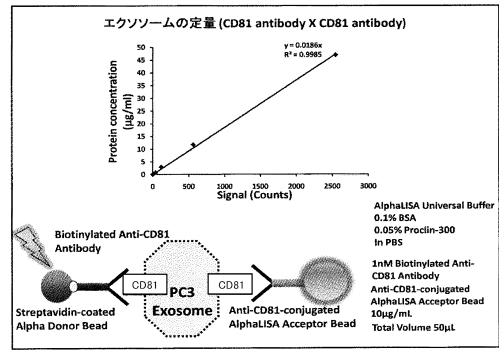 エクソソームの定量 (CD81 antibody X CD81 antibody)
y = 0.0186x
R² = 0.9985
50
45
40
35
30
25
20
15
10
5
0
Protein concentration
(μg/ml)
0
500
1000
1500
2000
2500
3000
Signal (Counts)
AlphaLISA Universal Buffer
0.1% BSA
0.05% Proclin-300
In PBS
1nM Biotinylated Anti-
CD81 Antibody
Anti-CD81-conjugated
AlphaLISA Acceptor Bead
10μg/mL
Total Volume 50μL
Biotinylated Anti-CD81
Antibody
CD81
PC3
Exosome
CD81
Streptavidin-coated
Alpha Donor Bead
Anti-CD81-conjugated
AlphaLISA Acceptor Bead